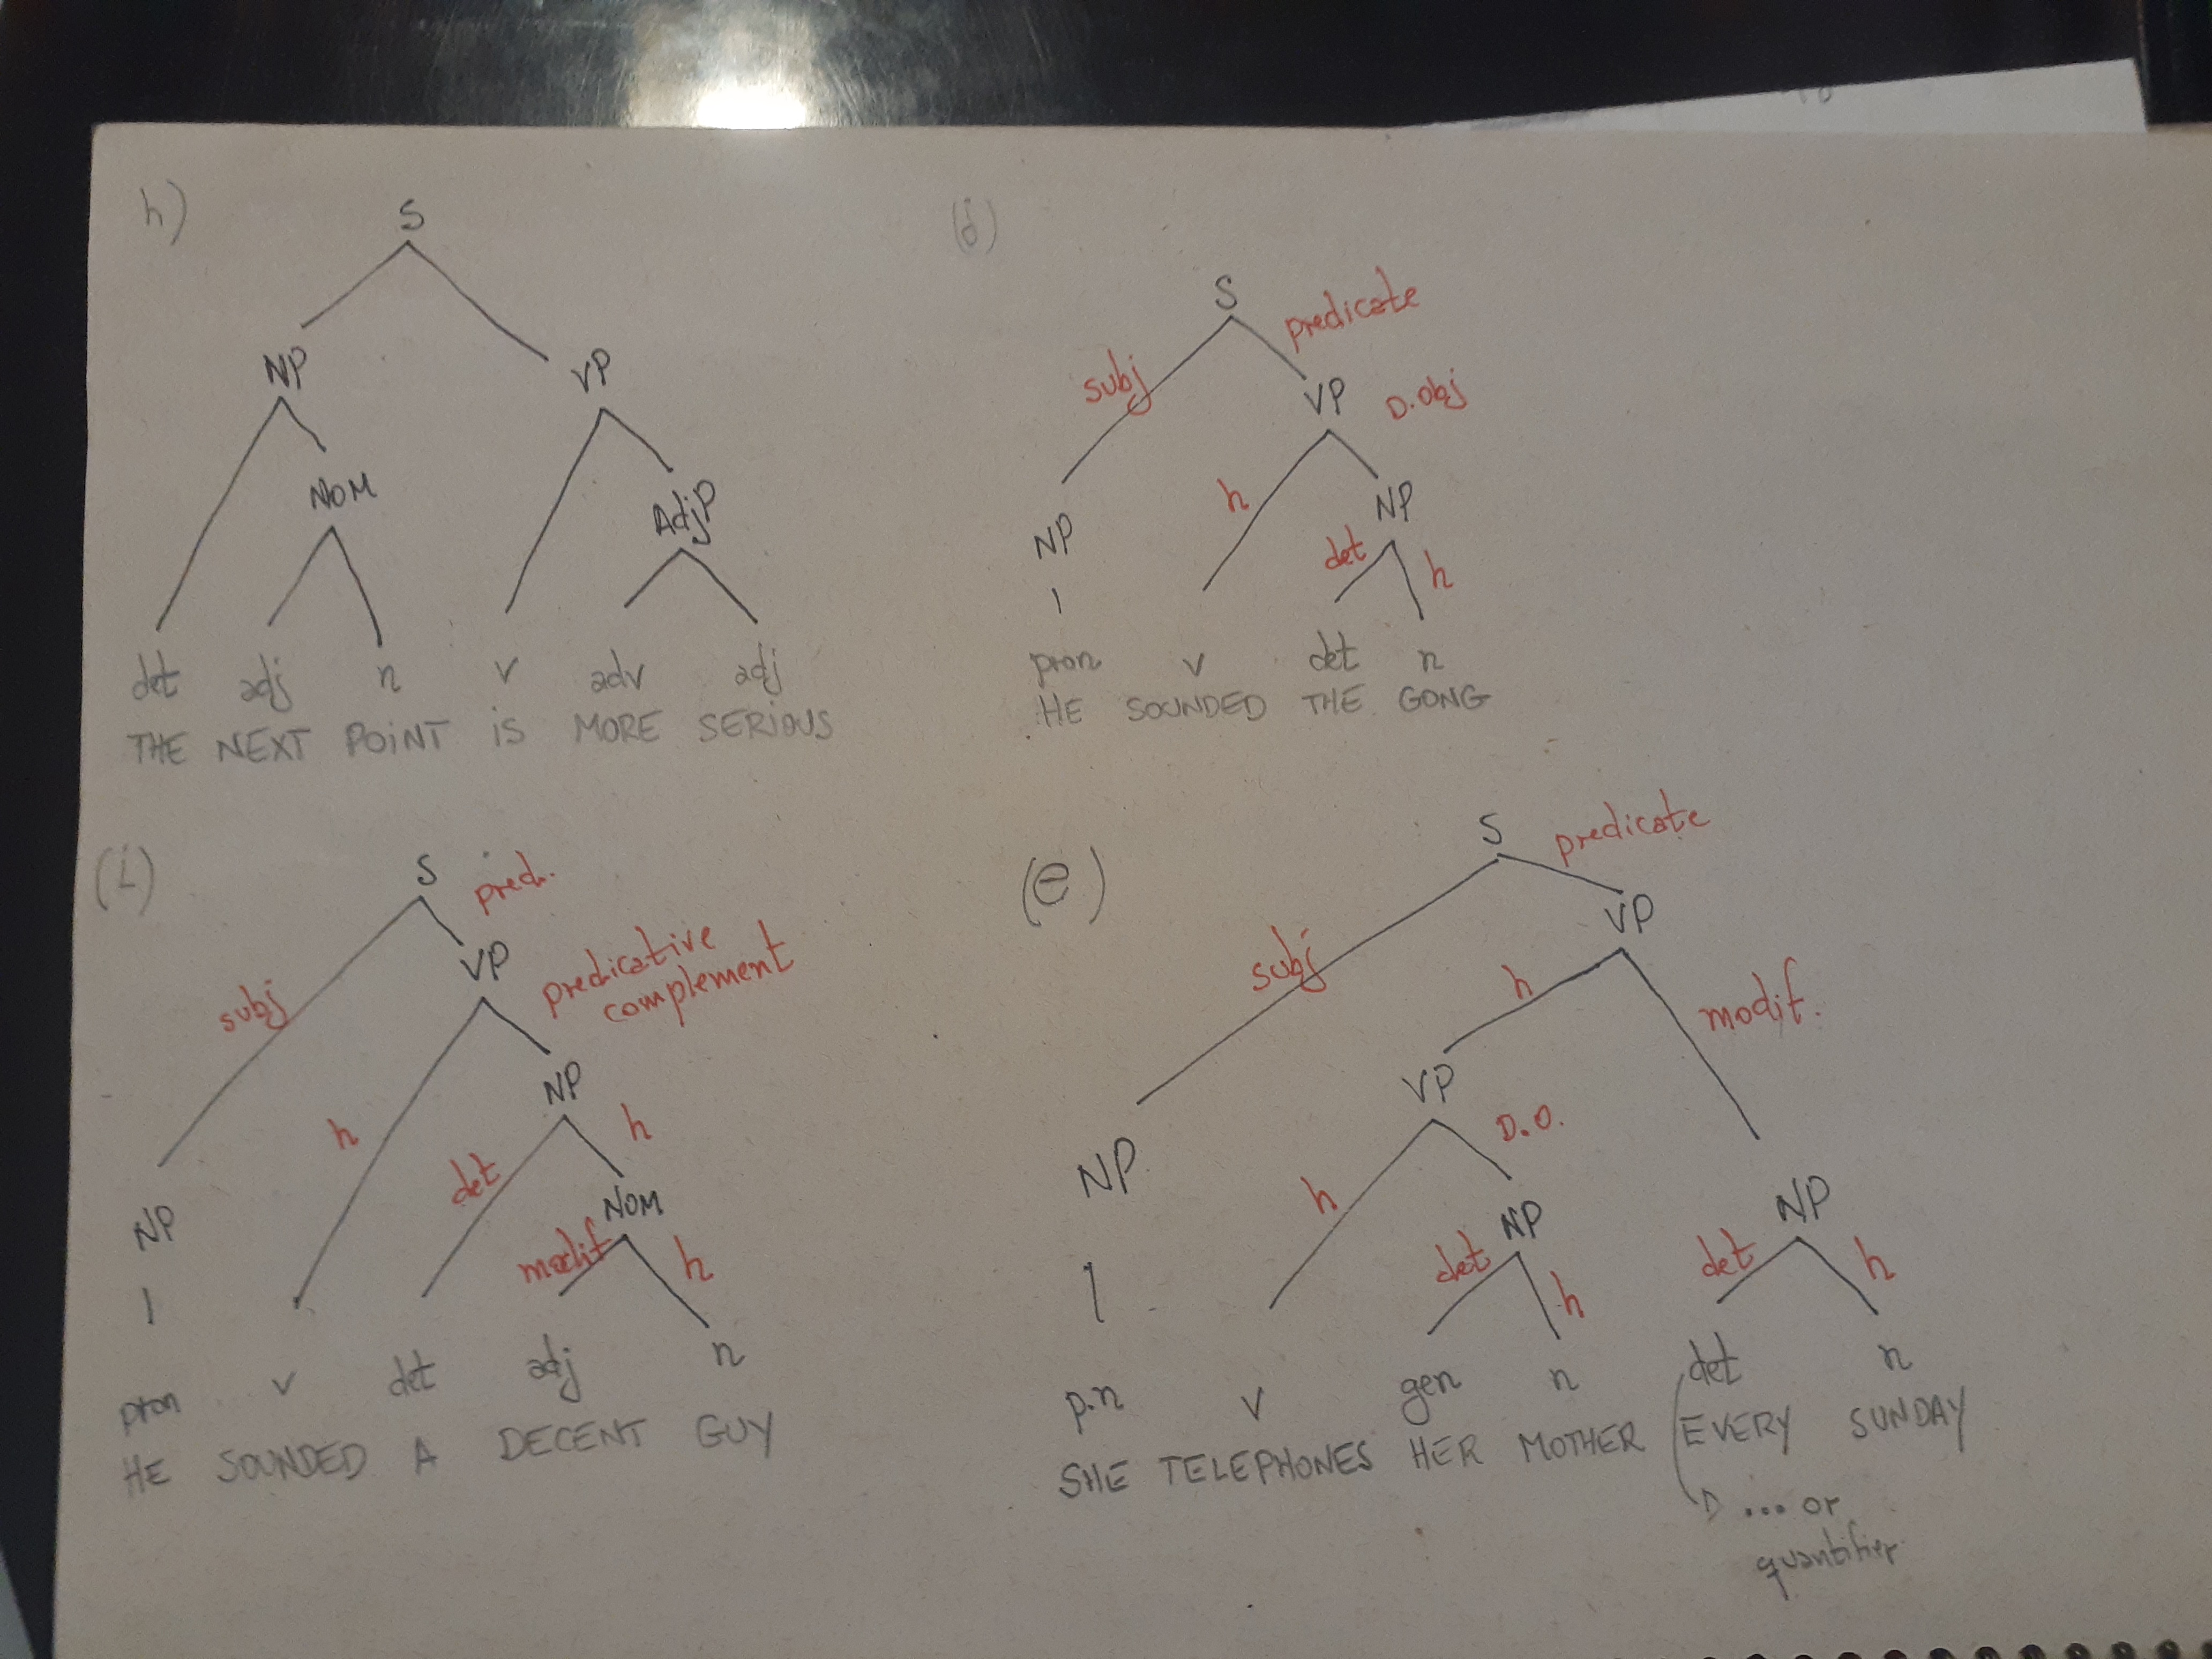 h)
S
NP VP
NOM AdjP
det adj n v adv adj
THE NEXT POINT IS MORE SERIOUS
(i)
S pred.
subj VP predicative complement
h NP h
NP det NOM h
modif
pron v det adj n
HE SOUNDED A DECENT GUY
S predicate
subj VP D.obj
NP h NP
det h
pron v det n
HE SOUNDED THE GONG
(e)
S predicate
subj VP
h modif.
VP D.O.
NP h NP NP
det h det h
p.n v gen n det n
SHE TELEPHONES HER MOTHER (EVERY SUNDAY
... or
quantifier